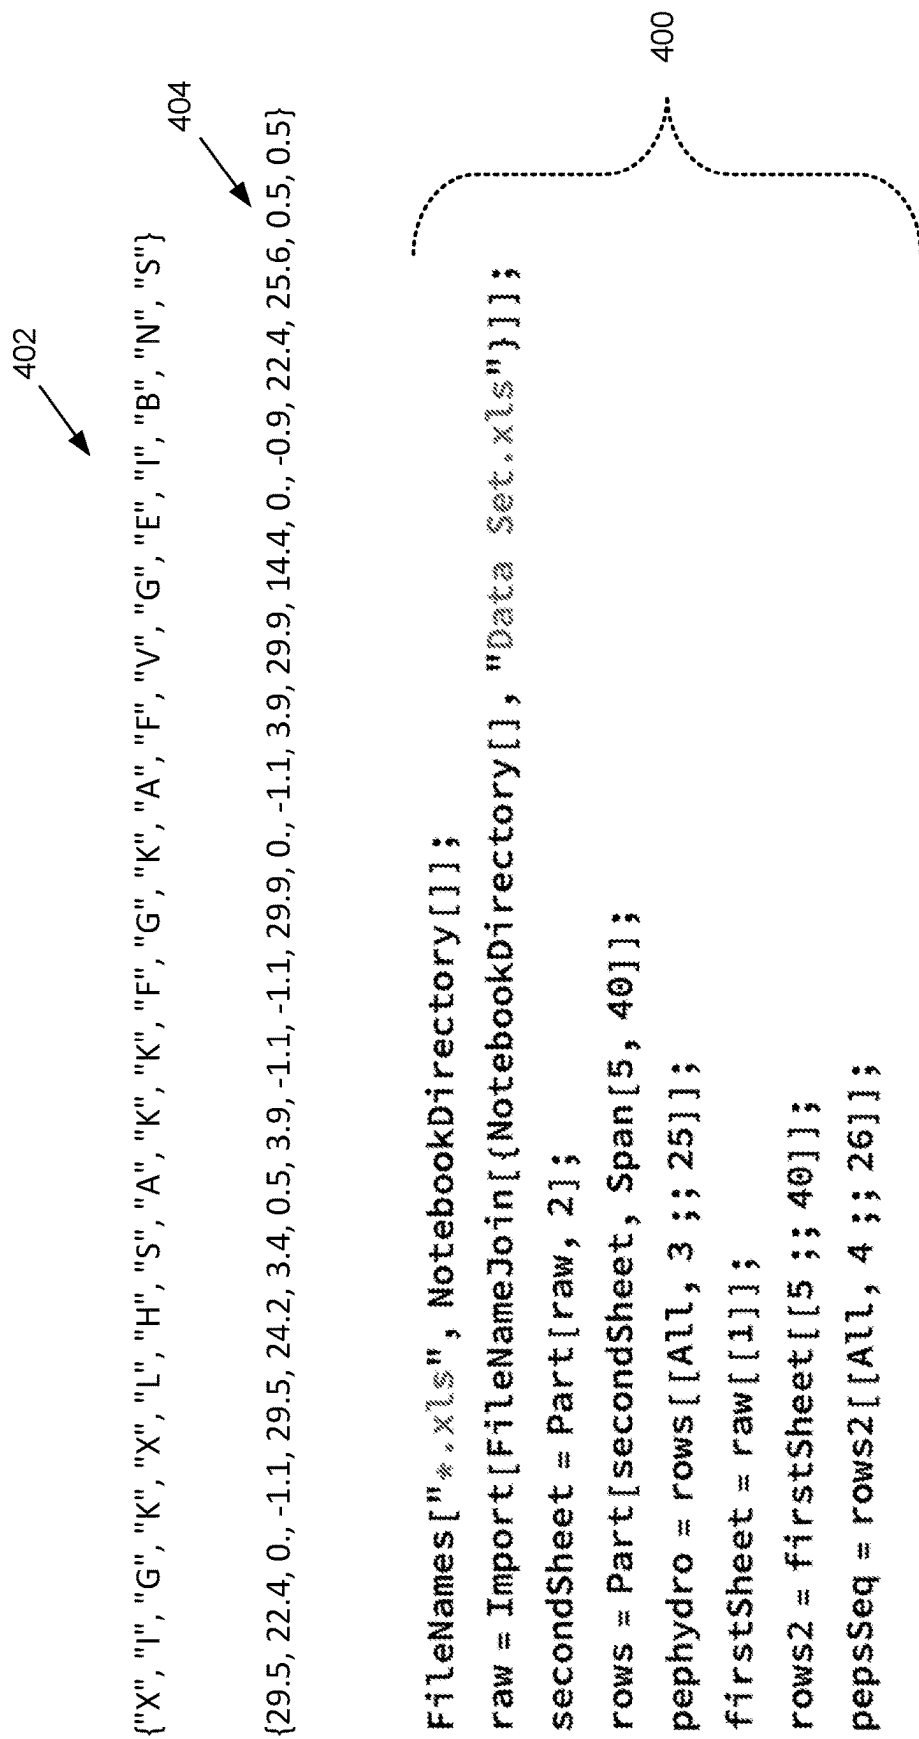 402
{"X", "I", "G", "K", "X", "L", "H", "S", "A", "K", "K", "F", "G", "K", "A", "F", "V", "G", "E", "I", "B", "N", "S"}
404
{29.5, 22.4, 0., -1.1, 29.5, 24.2, 3.4, 0.5, 3.9, -1.1, -1.1, 29.9, 0., -1.1, 3.9, 29.9, 14.4, 0., -0.9, 22.4, 25.6, 0.5, 0.5}
FileNames["*.xls", NotebookDirectory[]];
raw = Import[FileNameJoin[{NotebookDirectory[], "Data Set.xls"}]];
secondSheet = Part[raw, 2];
rows = Part[secondSheet, Span[5, 40]];
pephydro = rows[[All, 3 ;; 25]];
firstSheet = raw[[1]];
rows2 = firstSheet[[5 ;; 40]];
pepsSeq = rows2[[All, 4 ;; 26]];
400